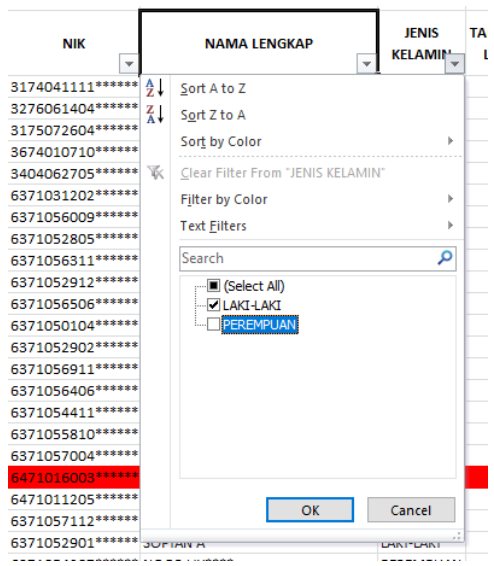 NIK
NAMA LENGKAP
JENIS
KELAMIN
TA
L
3174041111******
3276061404******
3175072604******
3674010710******
3404062705******
6371031202******
6371056009******
6371052805******
6371056311******
6371052912******
6371056506******
6371050104******
6371052902******
6371056911******
6371056406******
6371054411******
6371055810******
6371057004******
6471016003******
6471011205******
6371057112******
6371052901******
Sort A to Z
Sort Z to A
Sort by Color
Clear Filter From "JENIS KELAMIN"
Filter by Color
Text Filters
Search
(Select All)
LAKI-LAKI
PEREMPUAN
OK
Cancel